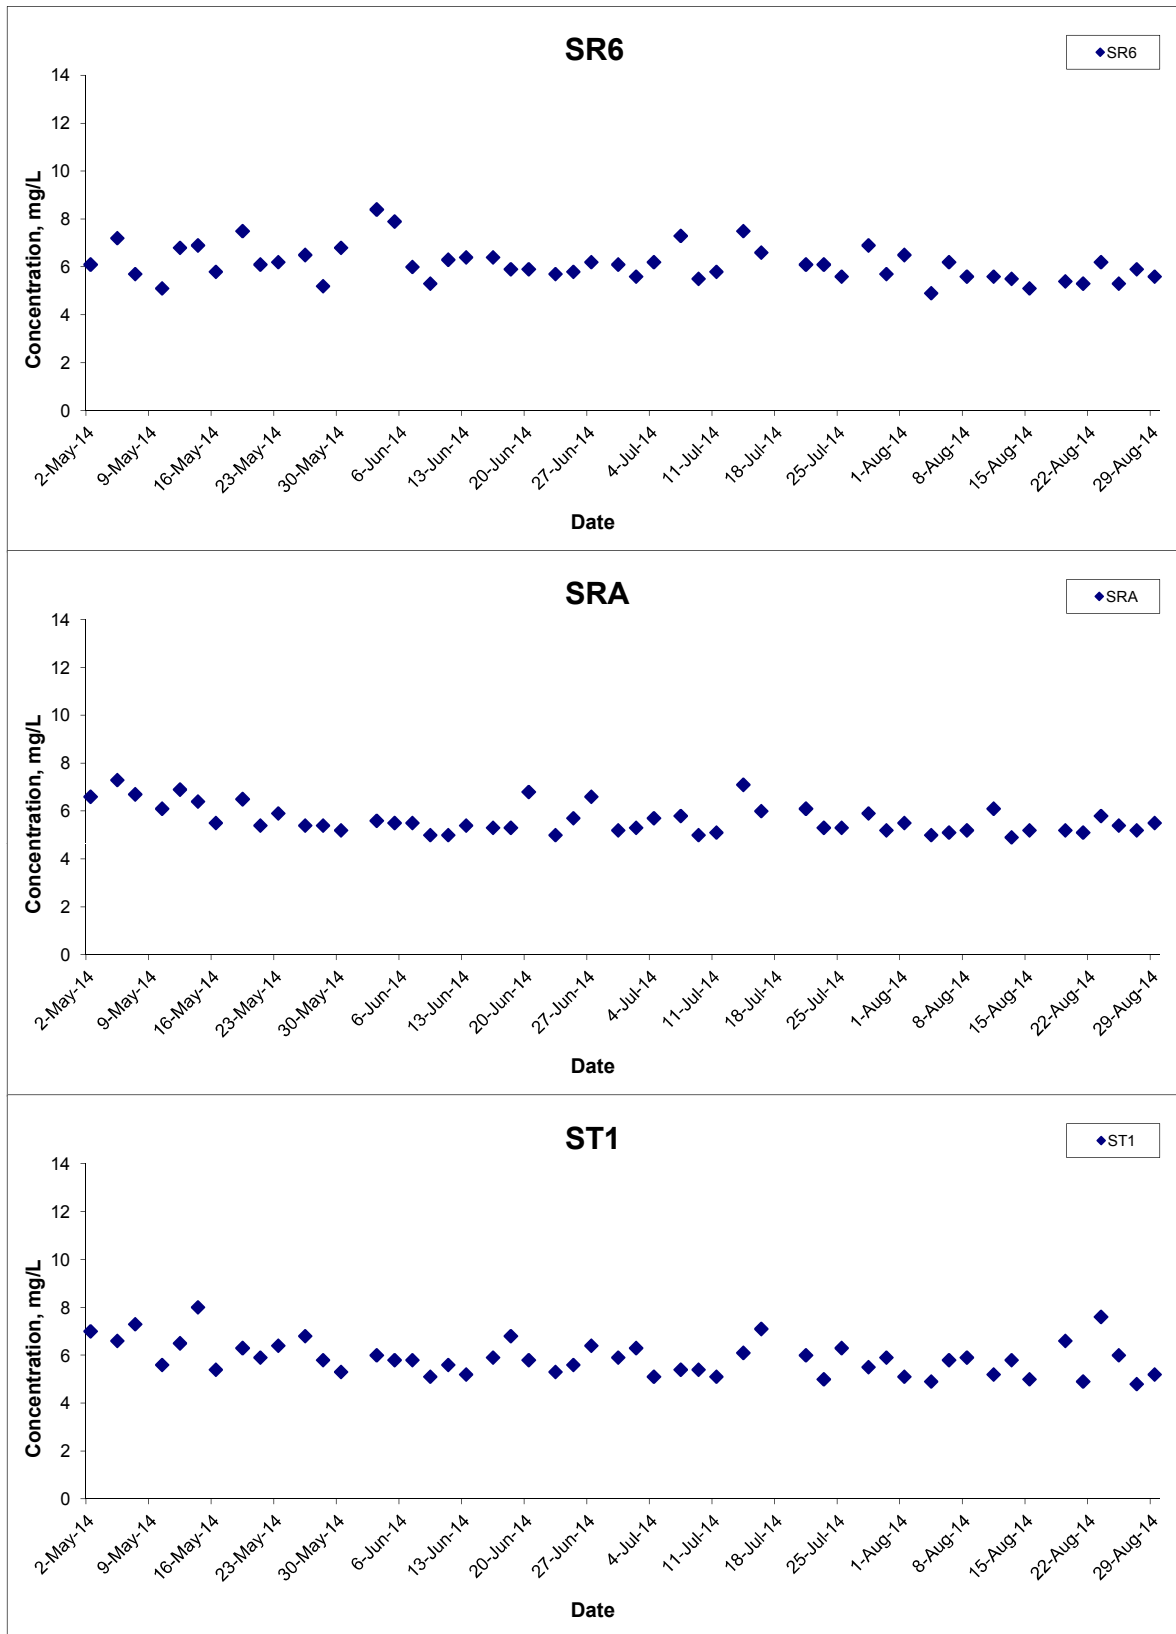 SR6
SR6
14
12
10
8
6
4
2
0
Concentration, mg/L
2-May-14
9-May-14
16-May-14
23-May-14
30-May-14
6-Jun-14
13-Jun-14
20-Jun-14
27-Jun-14
4-Jul-14
11-Jul-14
18-Jul-14
25-Jul-14
1-Aug-14
8-Aug-14
15-Aug-14
22-Aug-14
29-Aug-14
Date
SRA
SRA
14
12
10
8
6
4
2
0
Concentration, mg/L
2-May-14
9-May-14
16-May-14
23-May-14
30-May-14
6-Jun-14
13-Jun-14
20-Jun-14
27-Jun-14
4-Jul-14
11-Jul-14
18-Jul-14
25-Jul-14
1-Aug-14
8-Aug-14
15-Aug-14
22-Aug-14
29-Aug-14
Date
ST1
ST1
14
12
10
8
6
4
2
0
Concentration, mg/L
2-May-14
9-May-14
16-May-14
23-May-14
30-May-14
6-Jun-14
13-Jun-14
20-Jun-14
27-Jun-14
4-Jul-14
11-Jul-14
18-Jul-14
25-Jul-14
1-Aug-14
8-Aug-14
15-Aug-14
22-Aug-14
29-Aug-14
Date